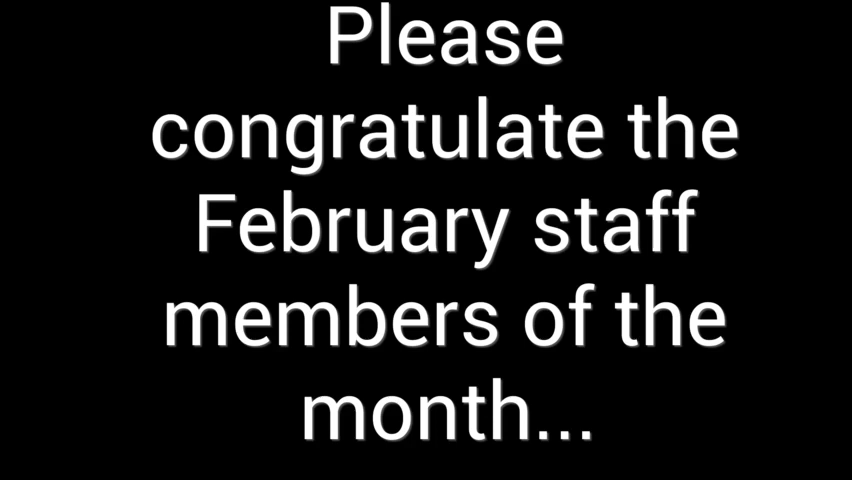 Please
congratulate the
February staff
members of the
month...